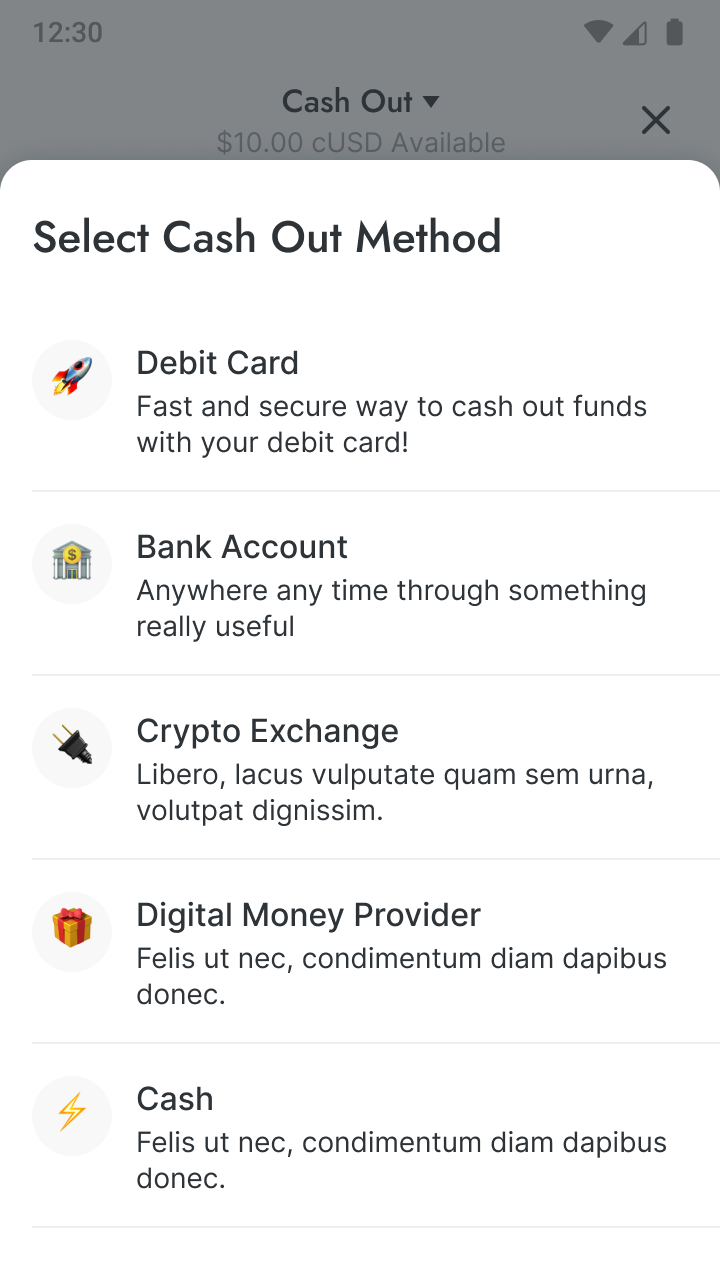 12:30
Cash Out
$10.00 cUSD Available
Select Cash Out Method
Debit Card
Fast and secure way to cash out funds
with your debit card!
Bank Account
Anywhere any time through something
really useful
Crypto Exchange
Libero, lacus vulputate quam sem urna,
volutpat dignissim.
Digital Money Provider
Felis ut nec, condimentum diam dapibus
donec.
Cash
Felis ut nec, condimentum diam dapibus
donec.